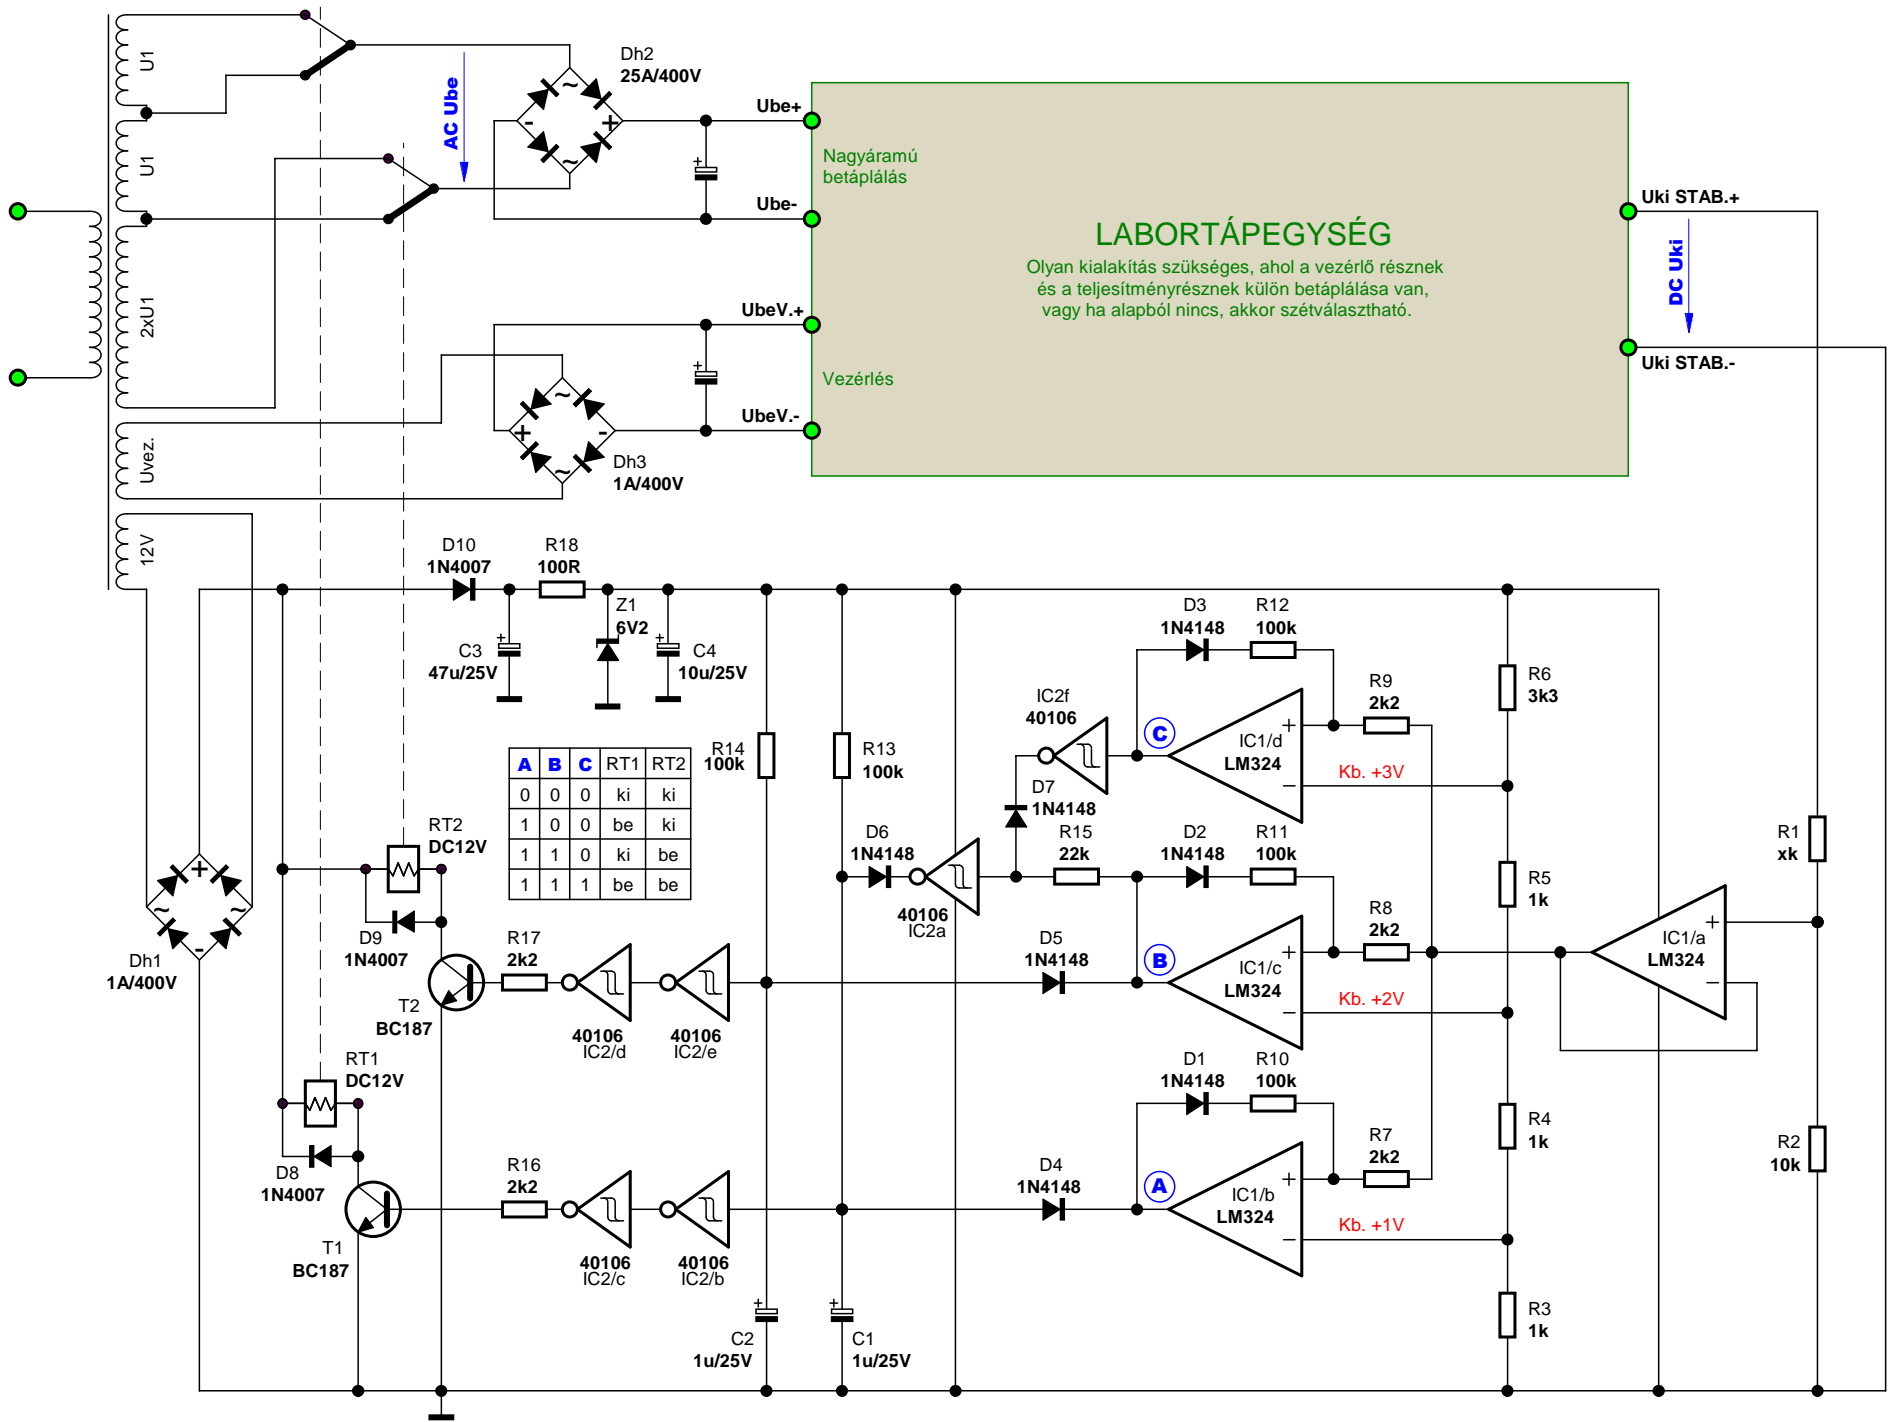 U1
U1
2xU1
Uvez.
12V
AC Ube
Dh2
25A/400V
Ube+
Nagyáramú
betáplálás
Ube-
LABORTÁPEGYSÉG
Olyan kialakítás szükséges, ahol a vezérlő résznek
és a teljesítményrésznek külön betáplálása van,
vagy ha alapból nincs, akkor szétválasztható.
UbeV.+
Vezérlés
UbeV.-
Uki STAB.+
DC Uki
Uki STAB.-
Dh3
1A/400V
D10
1N4007
R18
100R
Z1
6V2
C3
47u/25V
C4
10u/25V
D3
1N4148
R12
100k
R6
3k3
IC2f
40106
C
IC1/d
LM324
R9
2k2
Kb. +3V
R14
100k
R13
100k
A B C RT1 RT2
0 0 0 ki ki
1 0 0 be ki
1 1 0 ki be
1 1 1 be be
D7
1N4148
RT2
DC12V
D6
1N4148
R15
22k
D2
1N4148
R11
100k
R1
xk
R5
1k
40106
IC2a
R8
2k2
Dh1
1A/400V
D9
1N4007
R17
2k2
D5
1N4148
B
IC1/c
LM324
IC1/a
LM324
Kb. +2V
T2
BC187
40106
IC2/d
40106
IC2/e
RT1
DC12V
D1
1N4148
R10
100k
R4
1k
R7
2k2
R2
10k
D8
1N4007
R16
2k2
D4
1N4148
A
IC1/b
LM324
Kb. +1V
T1
BC187
40106
IC2/c
40106
IC2/b
C2
1u/25V
C1
1u/25V
R3
1k